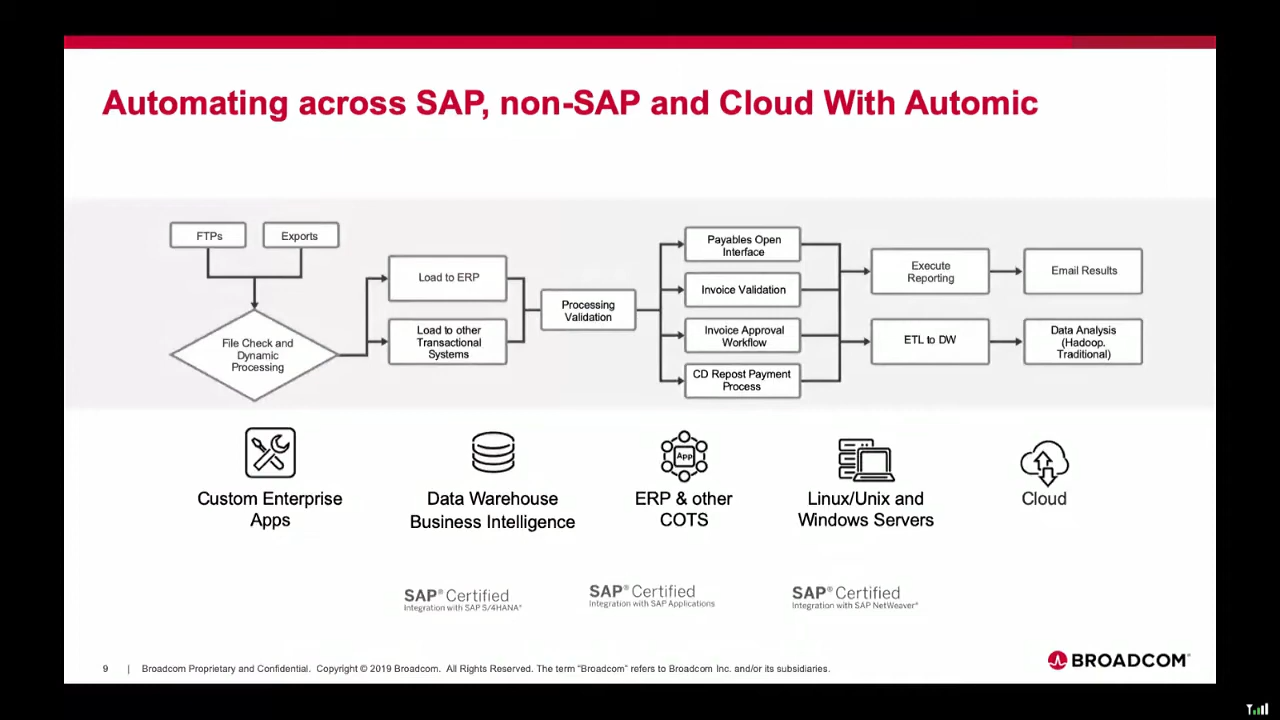 Automating across SAP, non-SAP and Cloud With Automic
FTPs
Exports
File Check and
Dynamic
Processing
Load to ERP
Load to other
Transactional
Systems
Processing
Validation
Payables Open
Interface
Invoice Validation
Invoice Approval
Workflow
CD Repost Payment
Process
Execute
Reporting
Email Results
ETL to DW
Data Analysis
(Hadoop.
Traditional)
Custom Enterprise
Apps
Data Warehouse
Business Intelligence
App
ERP & other
COTS
Linux/Unix and
Windows Servers
Cloud
SAP® Certified
Integration with SAP S/4HANA®
SAP® Certified
Integration with SAP Applications
SAP® Certified
Integration with SAP NetWeaver®
9 | Broadcom Proprietary and Confidential. Copyright © 2019 Broadcom. All Rights Reserved. The term “Broadcom” refers to Broadcom Inc. and/or its subsidiaries.
BROADCOM®